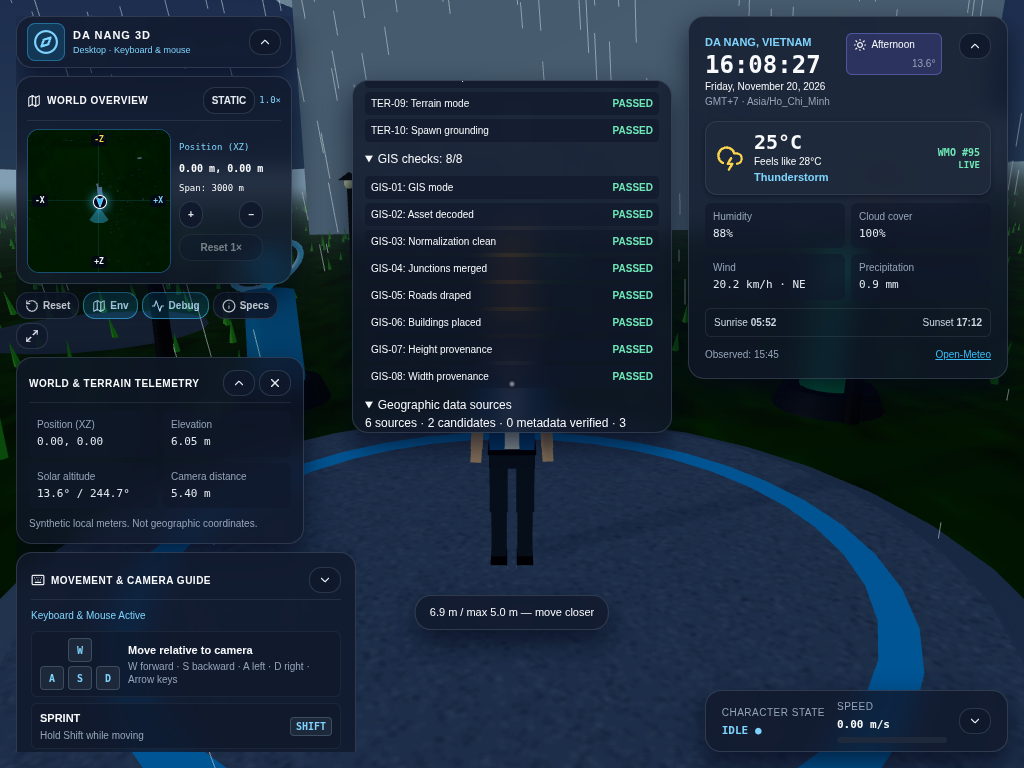 DA NANG 3D
Desktop · Keyboard & mouse
WORLD OVERVIEW
STATIC
1.0×
-Z
-X
+X
+Z
Position (XZ)
0.00 m, 0.00 m
Span: 3000 m
+
−
Reset 1×
Reset
Env
Debug
Specs
WORLD & TERRAIN TELEMETRY
Position (XZ)
0.00, 0.00
Elevation
6.05 m
Solar altitude
13.6° / 244.7°
Camera distance
5.40 m
Synthetic local meters. Not geographic coordinates.
MOVEMENT & CAMERA GUIDE
Keyboard & Mouse Active
W
A
S
D
Move relative to camera
W forward · S backward · A left · D right ·
Arrow keys
SPRINT
Hold Shift while moving
SHIFT
TER-09: Terrain mode PASSED
TER-10: Spawn grounding PASSED
▼ GIS checks: 8/8
GIS-01: GIS mode PASSED
GIS-02: Asset decoded PASSED
GIS-03: Normalization clean PASSED
GIS-04: Junctions merged PASSED
GIS-05: Roads draped PASSED
GIS-06: Buildings placed PASSED
GIS-07: Height provenance PASSED
GIS-08: Width provenance PASSED
▼ Geographic data sources
6 sources · 2 candidates · 0 metadata verified · 3
6.9 m / max 5.0 m — move closer
DA NANG, VIETNAM
16:08:27
Friday, November 20, 2026
GMT+7 · Asia/Ho_Chi_Minh
Afternoon
13.6°
25°C
Feels like 28°C
Thunderstorm
WMO #95
LIVE
Humidity
88%
Cloud cover
100%
Wind
20.2 km/h · NE
Precipitation
0.9 mm
Sunrise 05:52
Sunset 17:12
Observed: 15:45
Open-Meteo
CHARACTER STATE
IDLE ●
SPEED
0.00 m/s